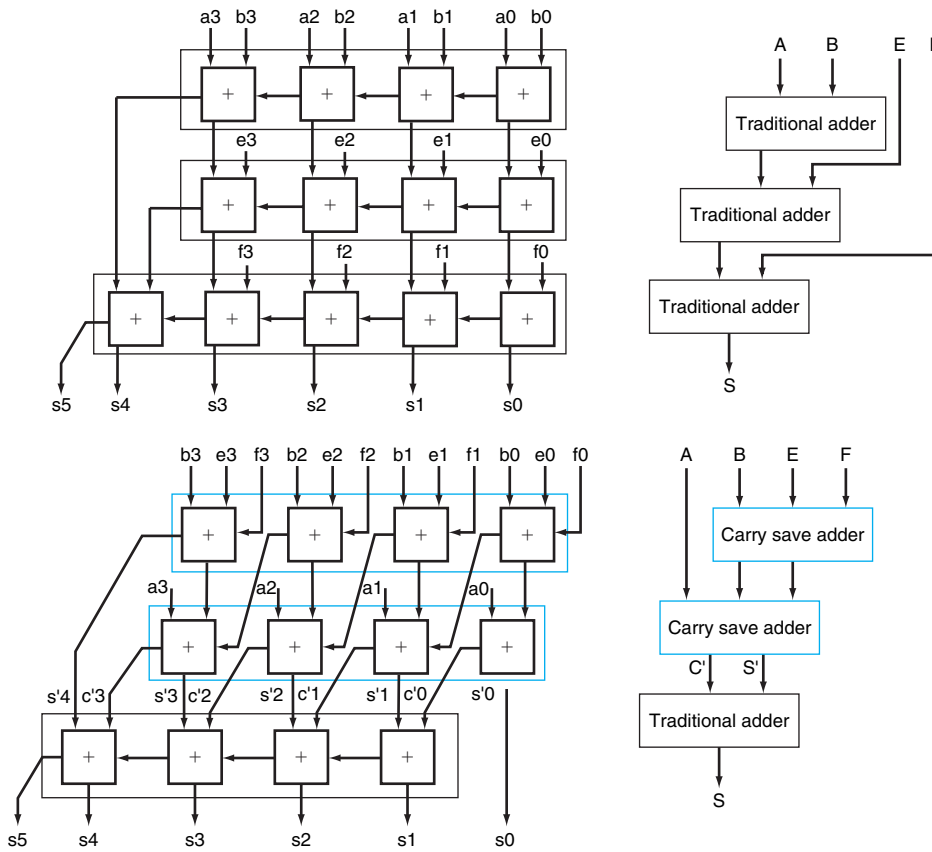 a3 b3 a2 b2 a1 b1 a0 b0
+ + + +
e3 e2 e1 e0
+ + + +
f3 f2 f1 f0
+ + + + +
s5 s4 s3 s2 s1 s0
A B E
Traditional adder
Traditional adder
Traditional adder
S
b3 e3 f3 b2 e2 f2 b1 e1 f1 b0 e0 f0
+ + + +
a3 a2 a1 a0
+ + + +
s'4 c'3 s'3 c'2 s'2 c'1 s'1 c'0 s'0
+ + + +
s5 s4 s3 s2 s1 s0
A B E F
Carry save adder
Carry save adder
C' S'
Traditional adder
S